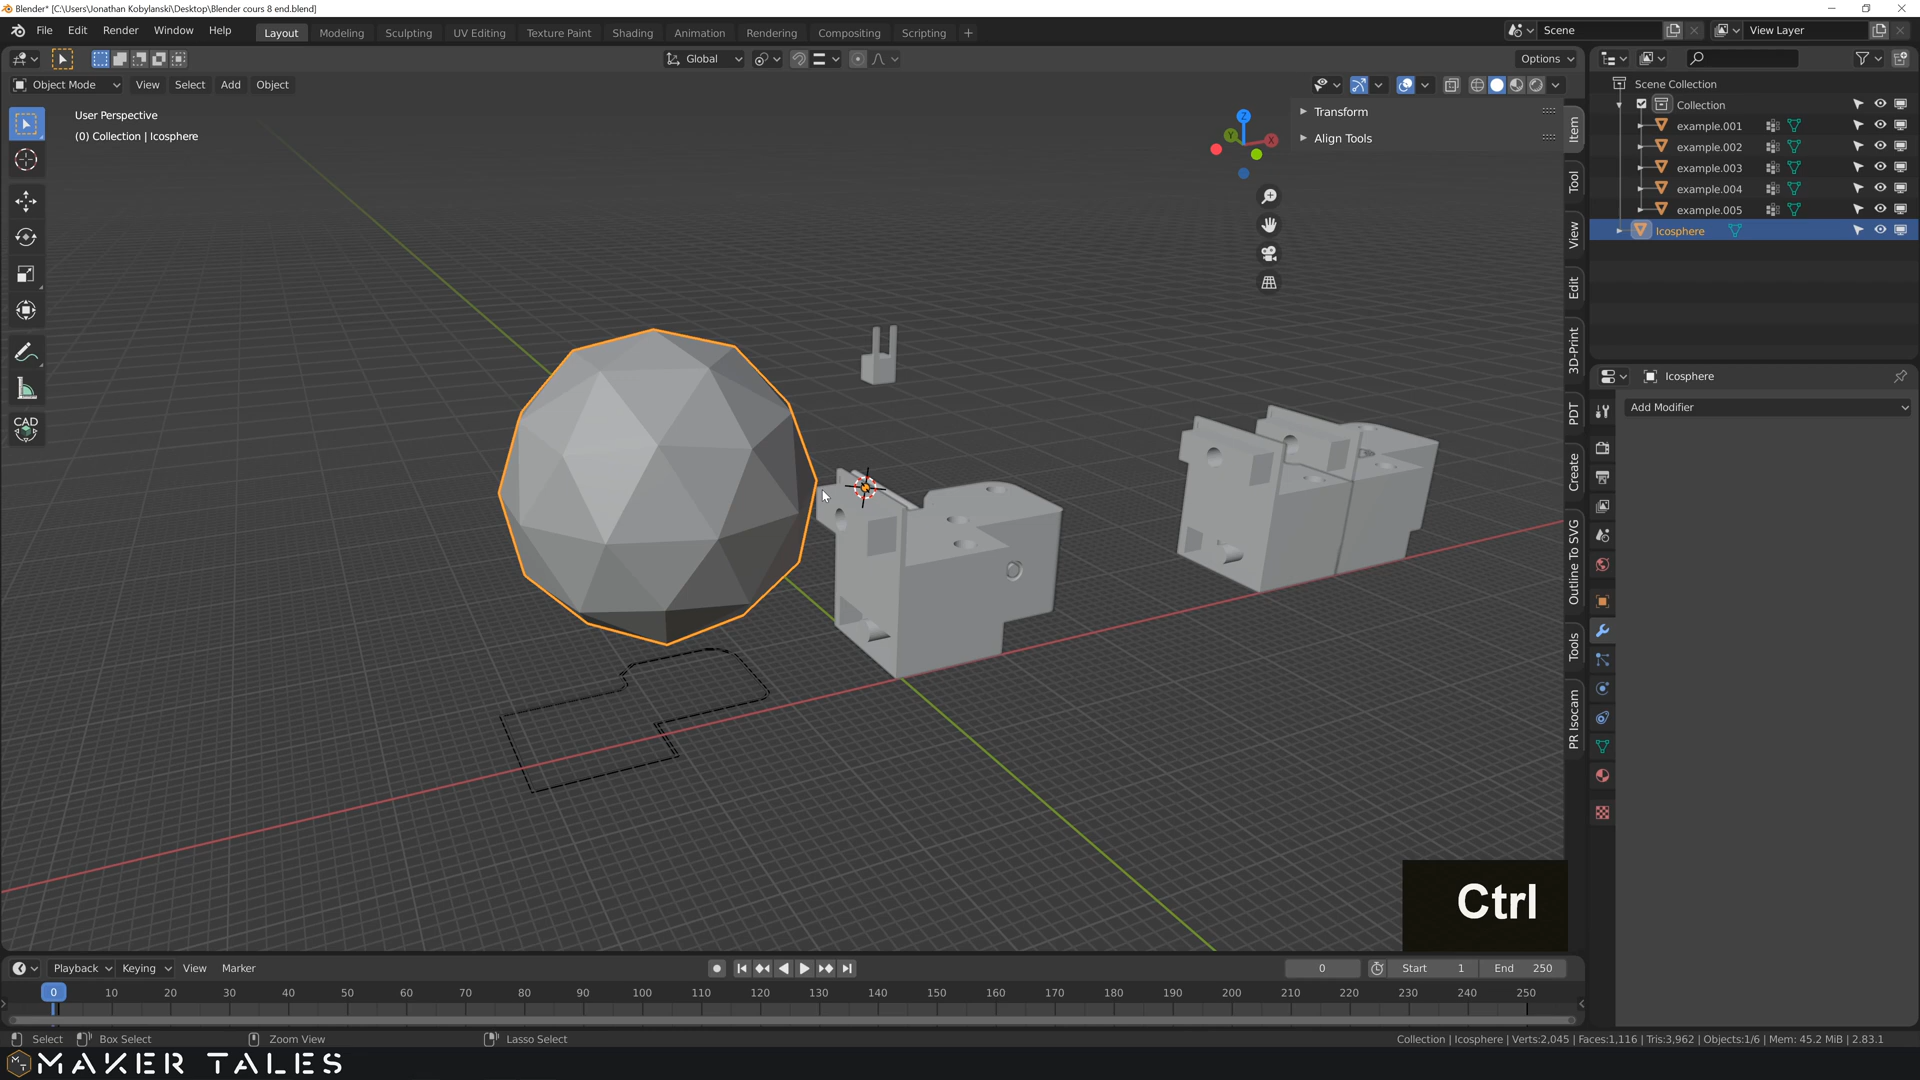 Blender* [C:\Users\Jonathan Kobylanski\Desktop\Blender cours 8 end.blend]
File Edit Render Window Help Layout Modeling Sculpting UV Editing Texture Paint Shading Animation Rendering Compositing Scripting + Scene View Layer
Global Options
Object Mode View Select Add Object
User Perspective
(0) Collection | Icosphere
Z
Y
X
Transform
Align Tools
Item
Tool
View
Edit
3D-Print
PDT
Create
Outline To SVG
Tools
PR Isocam
CAD
Scene Collection
Collection
example.001
example.002
example.003
example.004
example.005
Icosphere
Icosphere
Add Modifier
Ctrl
Playback Keying View Marker 0 Start 1 End 250
0 10 20 30 40 50 60 70 80 90 100 110 120 130 140 150 160 170 180 190 200 210 220 230 240 250
Select Box Select Zoom View Lasso Select Collection | Icosphere | Verts:2,045 | Faces:1,116 | Tris:3,962 | Objects:1/6 | Mem: 45.2 MiB | 2.83.1
MT MAKER TALES